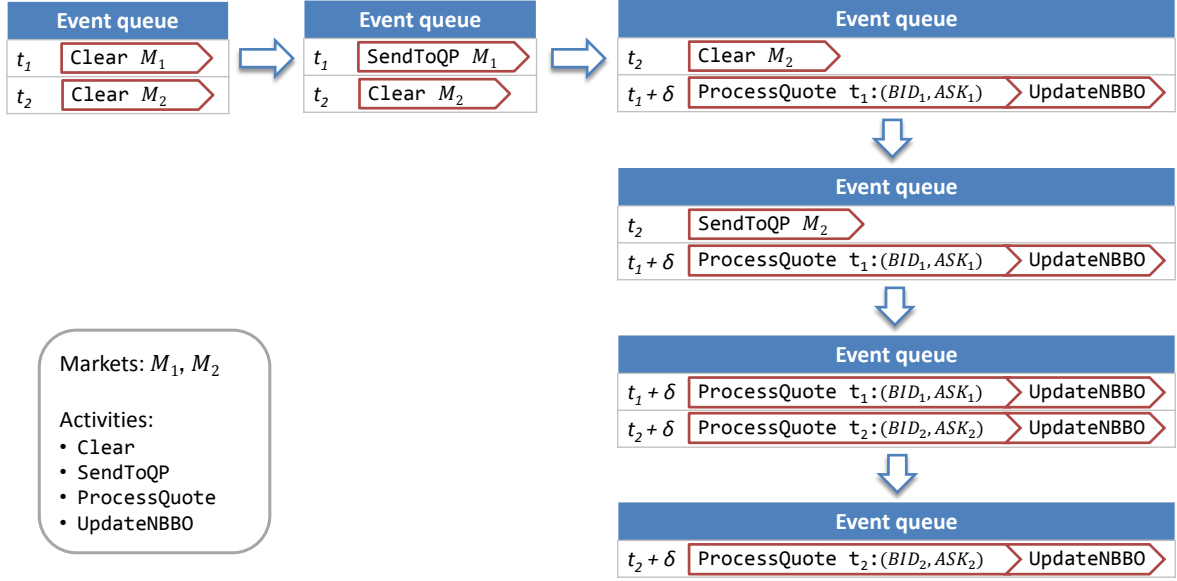 Event queue
t₁ Clear M₁
t₂ Clear M₂
Event queue
t₁ SendToQP M₁
t₂ Clear M₂
Event queue
t₂ Clear M₂
t₁ + δ ProcessQuote t₁:(BID₁, ASK₁) UpdateNBBO
Event queue
t₂ SendToQP M₂
t₁ + δ ProcessQuote t₁:(BID₁, ASK₁) UpdateNBBO
Event queue
t₁ + δ ProcessQuote t₁:(BID₁, ASK₁) UpdateNBBO
t₂ + δ ProcessQuote t₂:(BID₂, ASK₂) UpdateNBBO
Event queue
t₂ + δ ProcessQuote t₂:(BID₂, ASK₂) UpdateNBBO
Markets: M₁, M₂
Activities:
• Clear
• SendToQP
• ProcessQuote
• UpdateNBBO